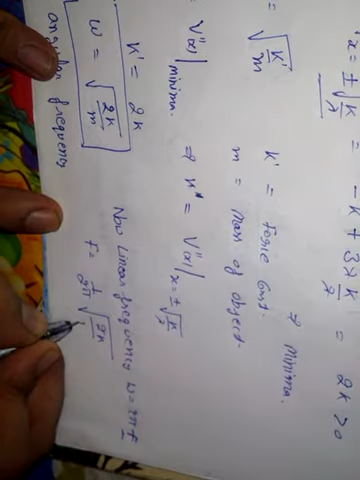 x = ±√(k/λ) = -k + 3λ k/λ = 2k > 0
→ Minima.
= √(k'/m)
k' = force Const.
m = Mass of object.
V''(x)|minima. → k' = V''(x)|x = ±√(k/λ)
k' = 2k
ω = √(2k/m)
angular frequency
Now Linear frequency ω = 2πf
f = 1/2π √(2k